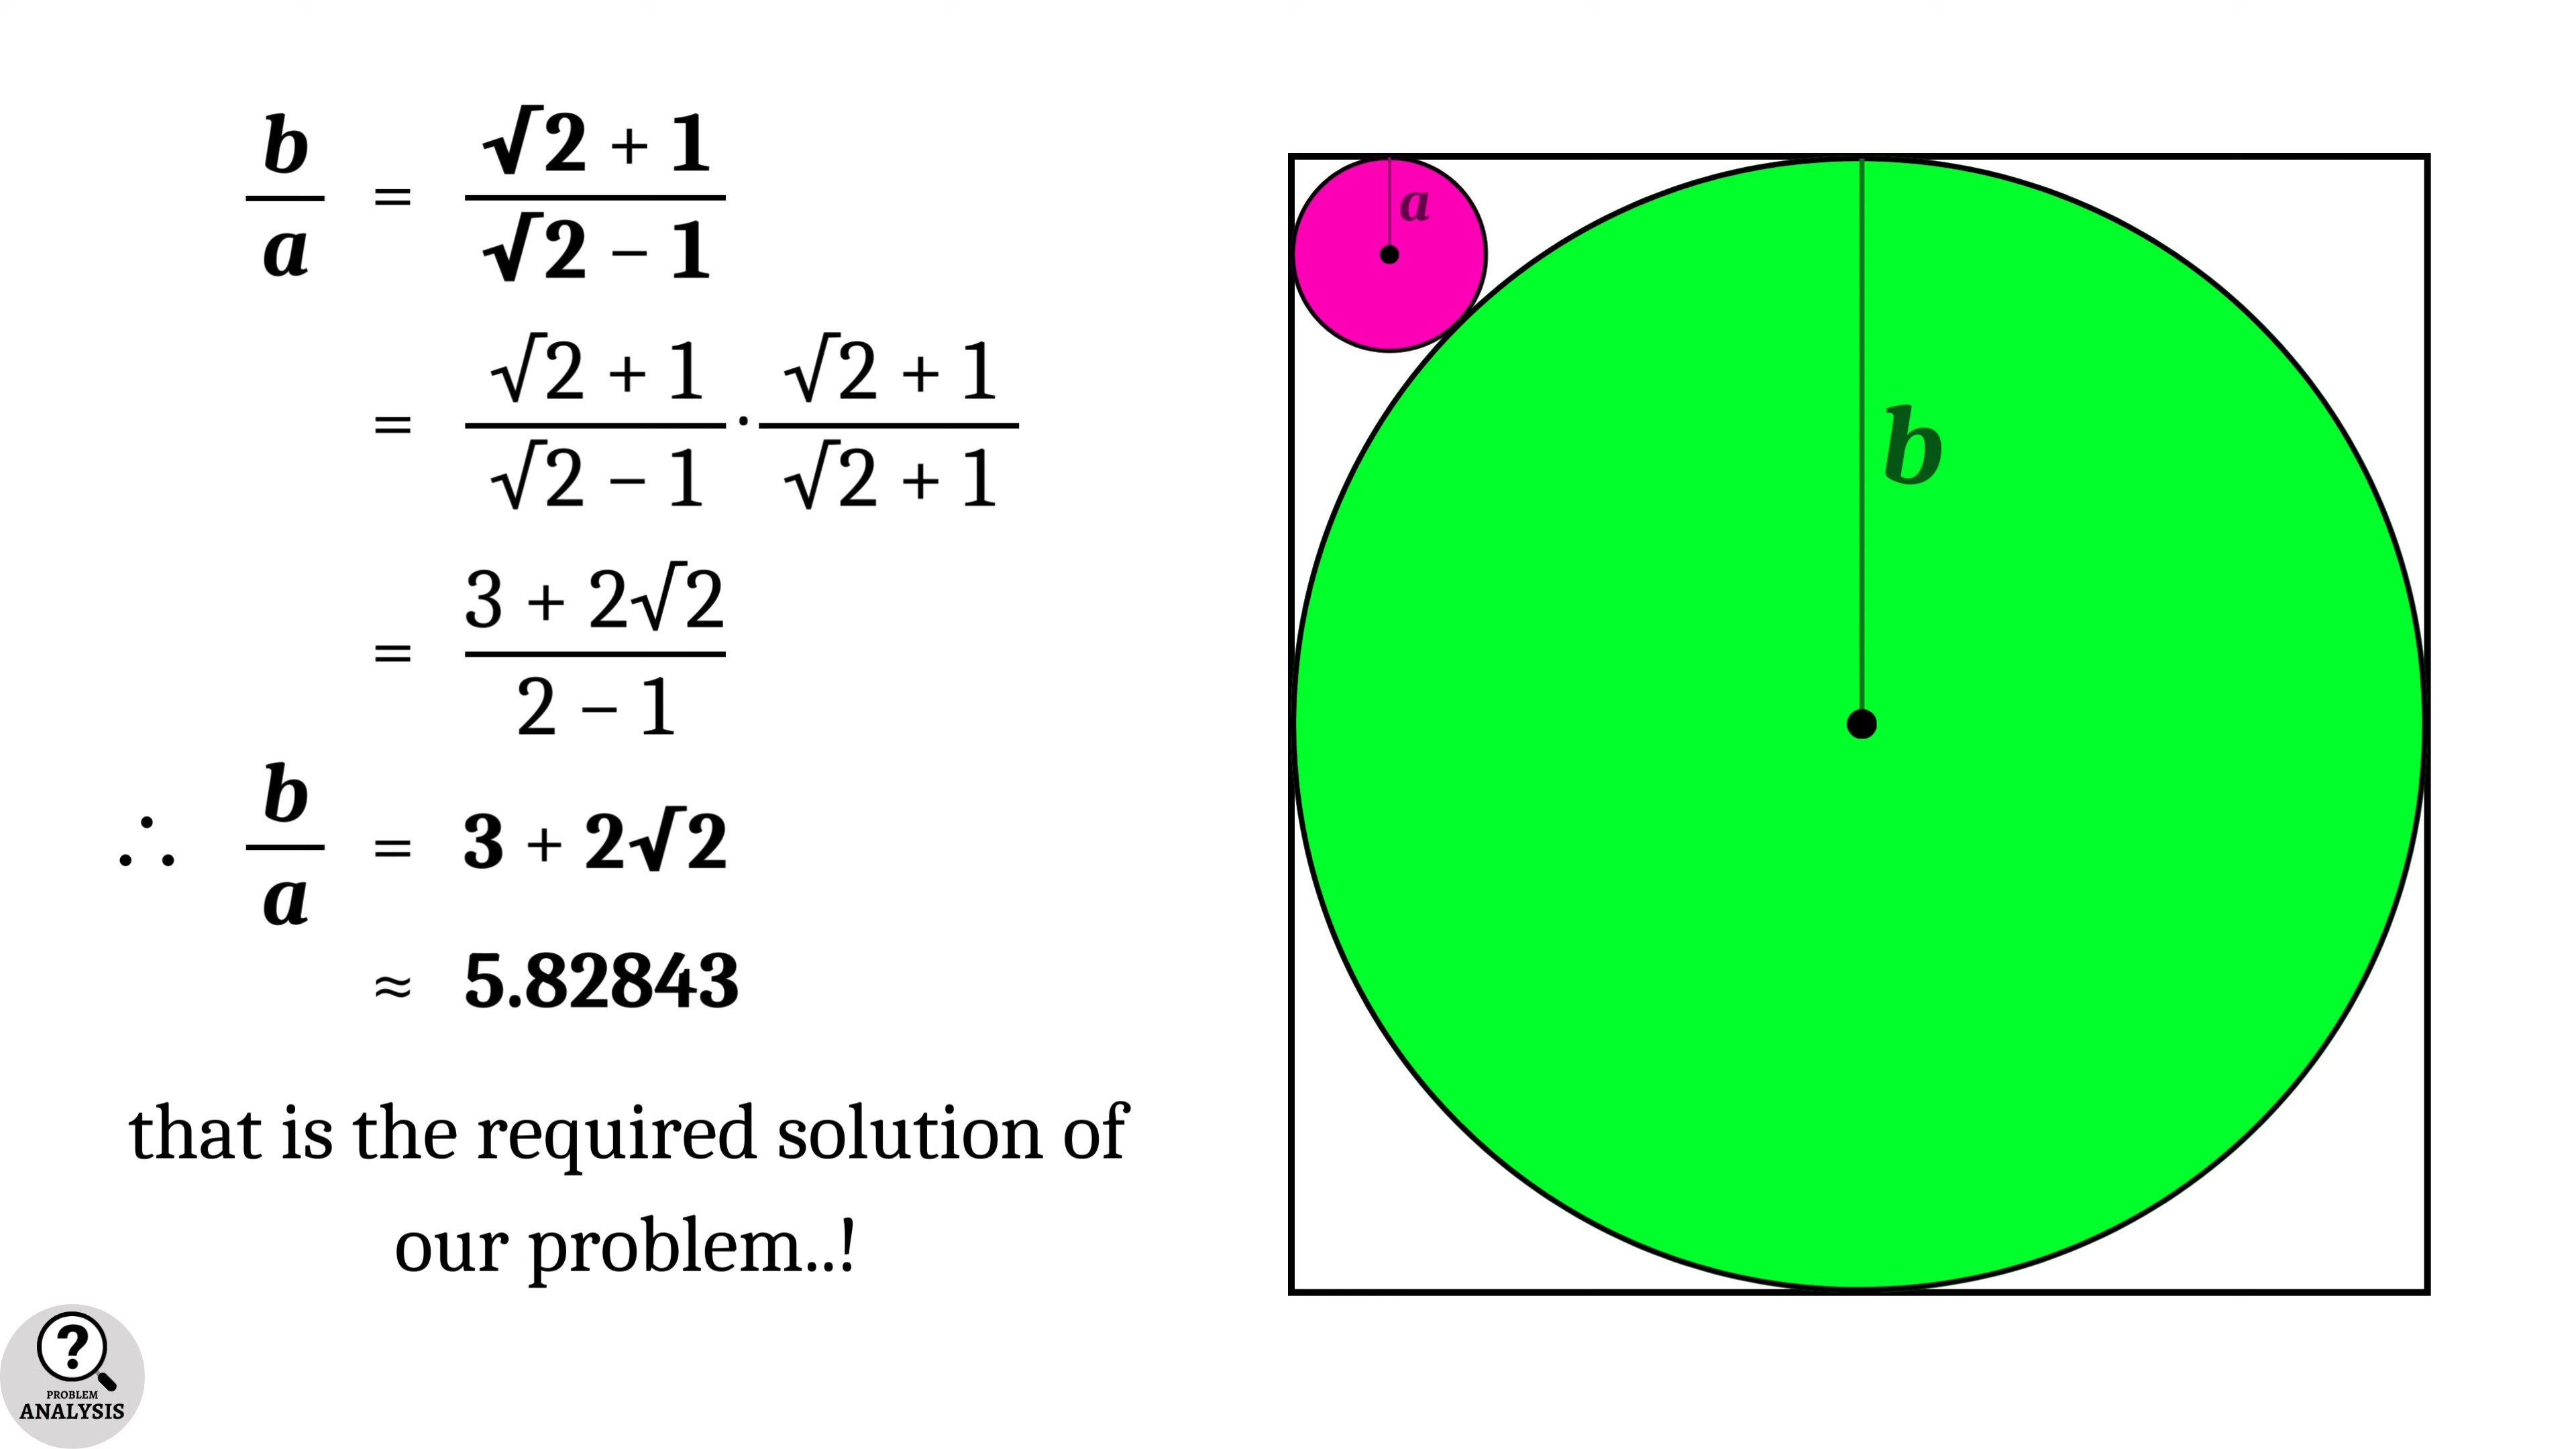 b/a = √2 + 1/√2 − 1
= √2 + 1/√2 − 1 · √2 + 1/√2 + 1
= 3 + 2√2/2 − 1
∴ b/a = 3 + 2√2
≈ 5.82843
that is the required solution of
our problem..!
a
b
?
PROBLEM
ANALYSIS